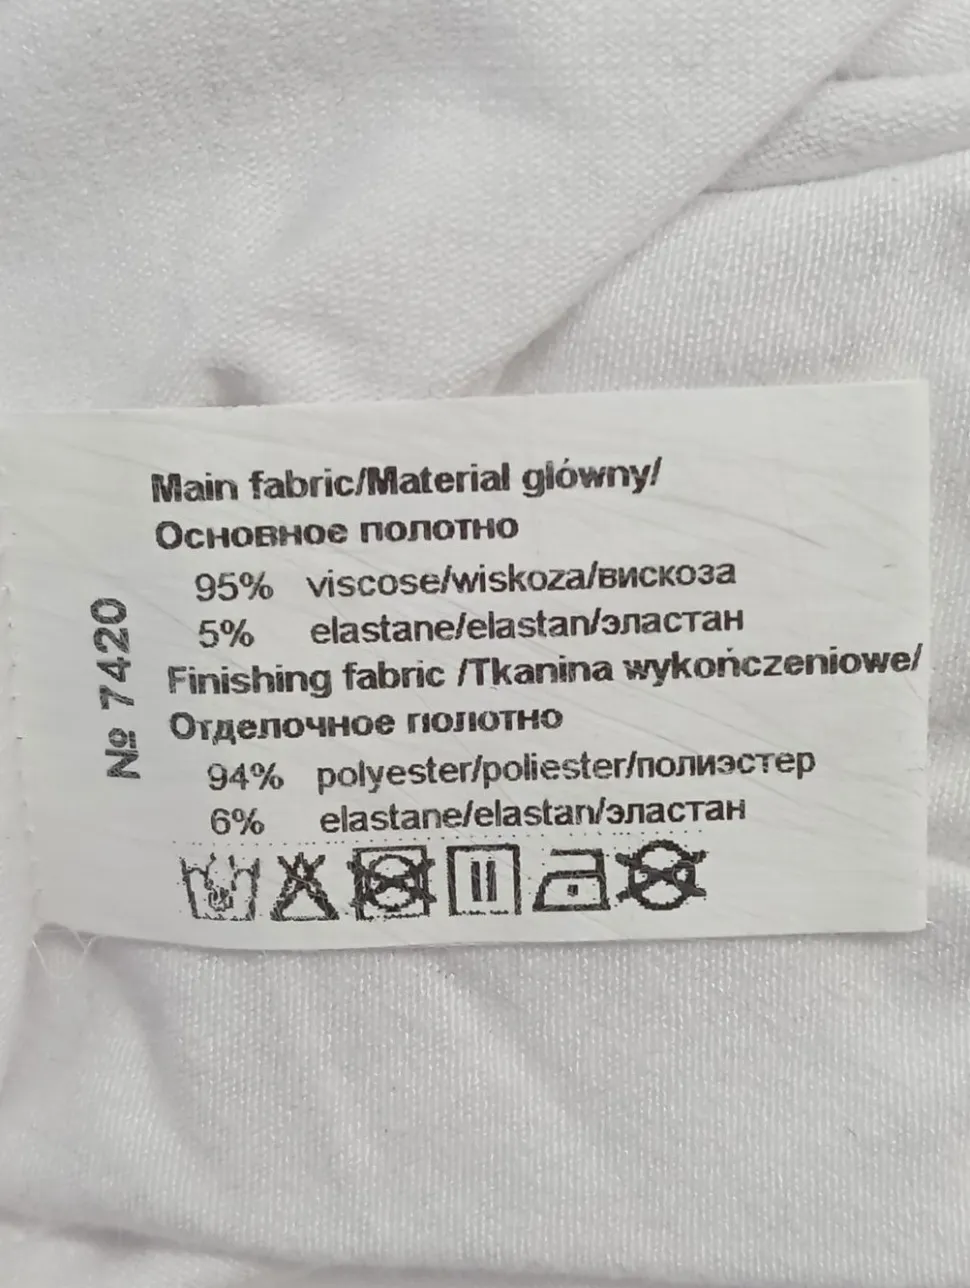 Main fabric/Material główny/
Основное полотно
95% viscose/wiskoza/вискоза
5% elastane/elastan/эластан
Finishing fabric /Tkanina wykończeniowe/
Отделочное полотно
94% polyester/poliester/полиэстер
6% elastane/elastan/эластан
№ 7420